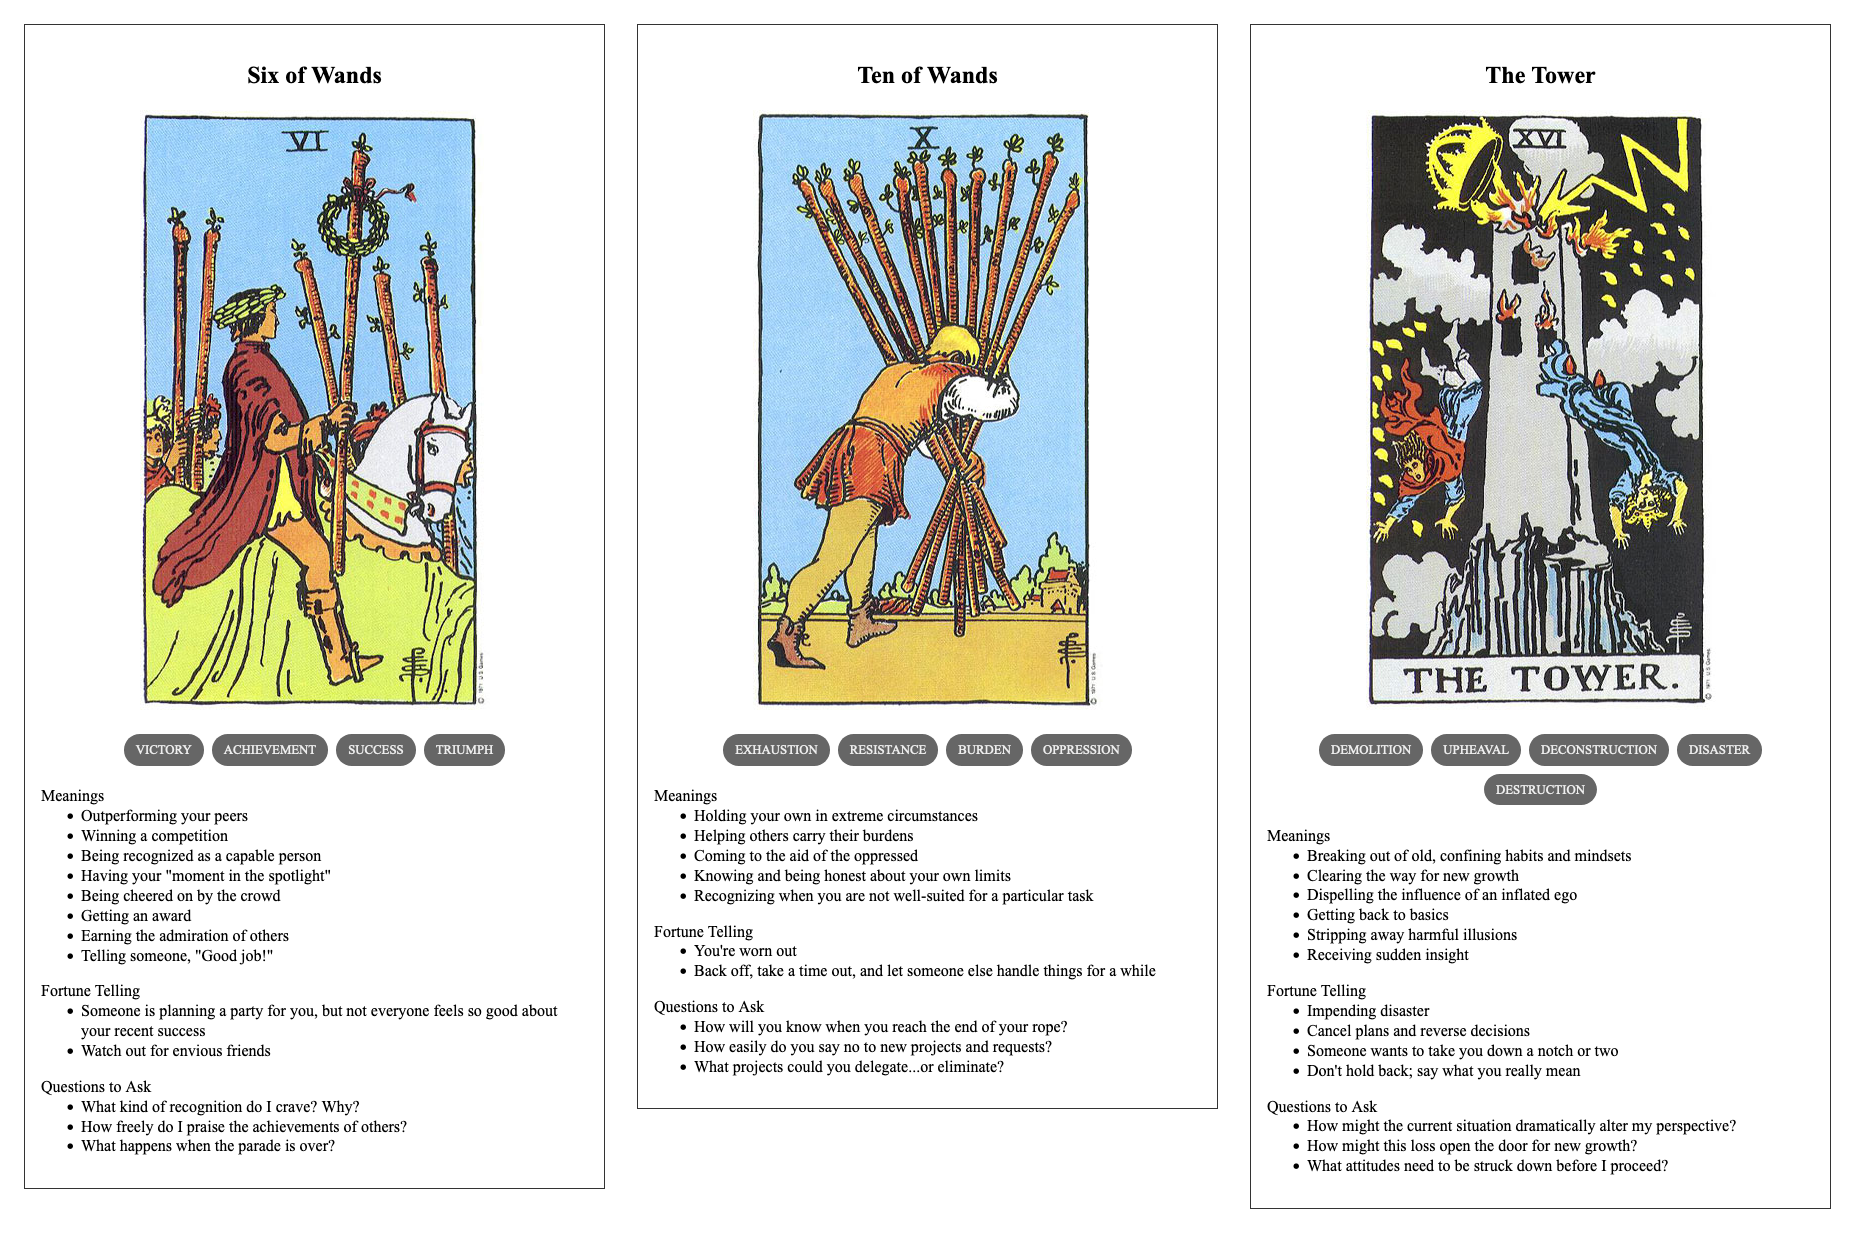 Six of Wands
VI
© 1971 U.S. Games
VICTORY
ACHIEVEMENT
SUCCESS
TRIUMPH
Meanings
Outperforming your peers
Winning a competition
Being recognized as a capable person
Having your "moment in the spotlight"
Being cheered on by the crowd
Getting an award
Earning the admiration of others
Telling someone, "Good job!"
Fortune Telling
Someone is planning a party for you, but not everyone feels so good about
your recent success
Watch out for envious friends
Questions to Ask
What kind of recognition do I crave? Why?
How freely do I praise the achievements of others?
What happens when the parade is over?
Ten of Wands
X
© 1971 U.S. Games
EXHAUSTION
RESISTANCE
BURDEN
OPPRESSION
Meanings
Holding your own in extreme circumstances
Helping others carry their burdens
Coming to the aid of the oppressed
Knowing and being honest about your own limits
Recognizing when you are not well-suited for a particular task
Fortune Telling
You're worn out
Back off, take a time out, and let someone else handle things for a while
Questions to Ask
How will you know when you reach the end of your rope?
How easily do you say no to new projects and requests?
What projects could you delegate...or eliminate?
The Tower
XVI
THE TOWER.
© 1971 U.S. Games
DEMOLITION
UPHEAVAL
DECONSTRUCTION
DISASTER
DESTRUCTION
Meanings
Breaking out of old, confining habits and mindsets
Clearing the way for new growth
Dispelling the influence of an inflated ego
Getting back to basics
Stripping away harmful illusions
Receiving sudden insight
Fortune Telling
Impending disaster
Cancel plans and reverse decisions
Someone wants to take you down a notch or two
Don't hold back; say what you really mean
Questions to Ask
How might the current situation dramatically alter my perspective?
How might this loss open the door for new growth?
What attitudes need to be struck down before I proceed?